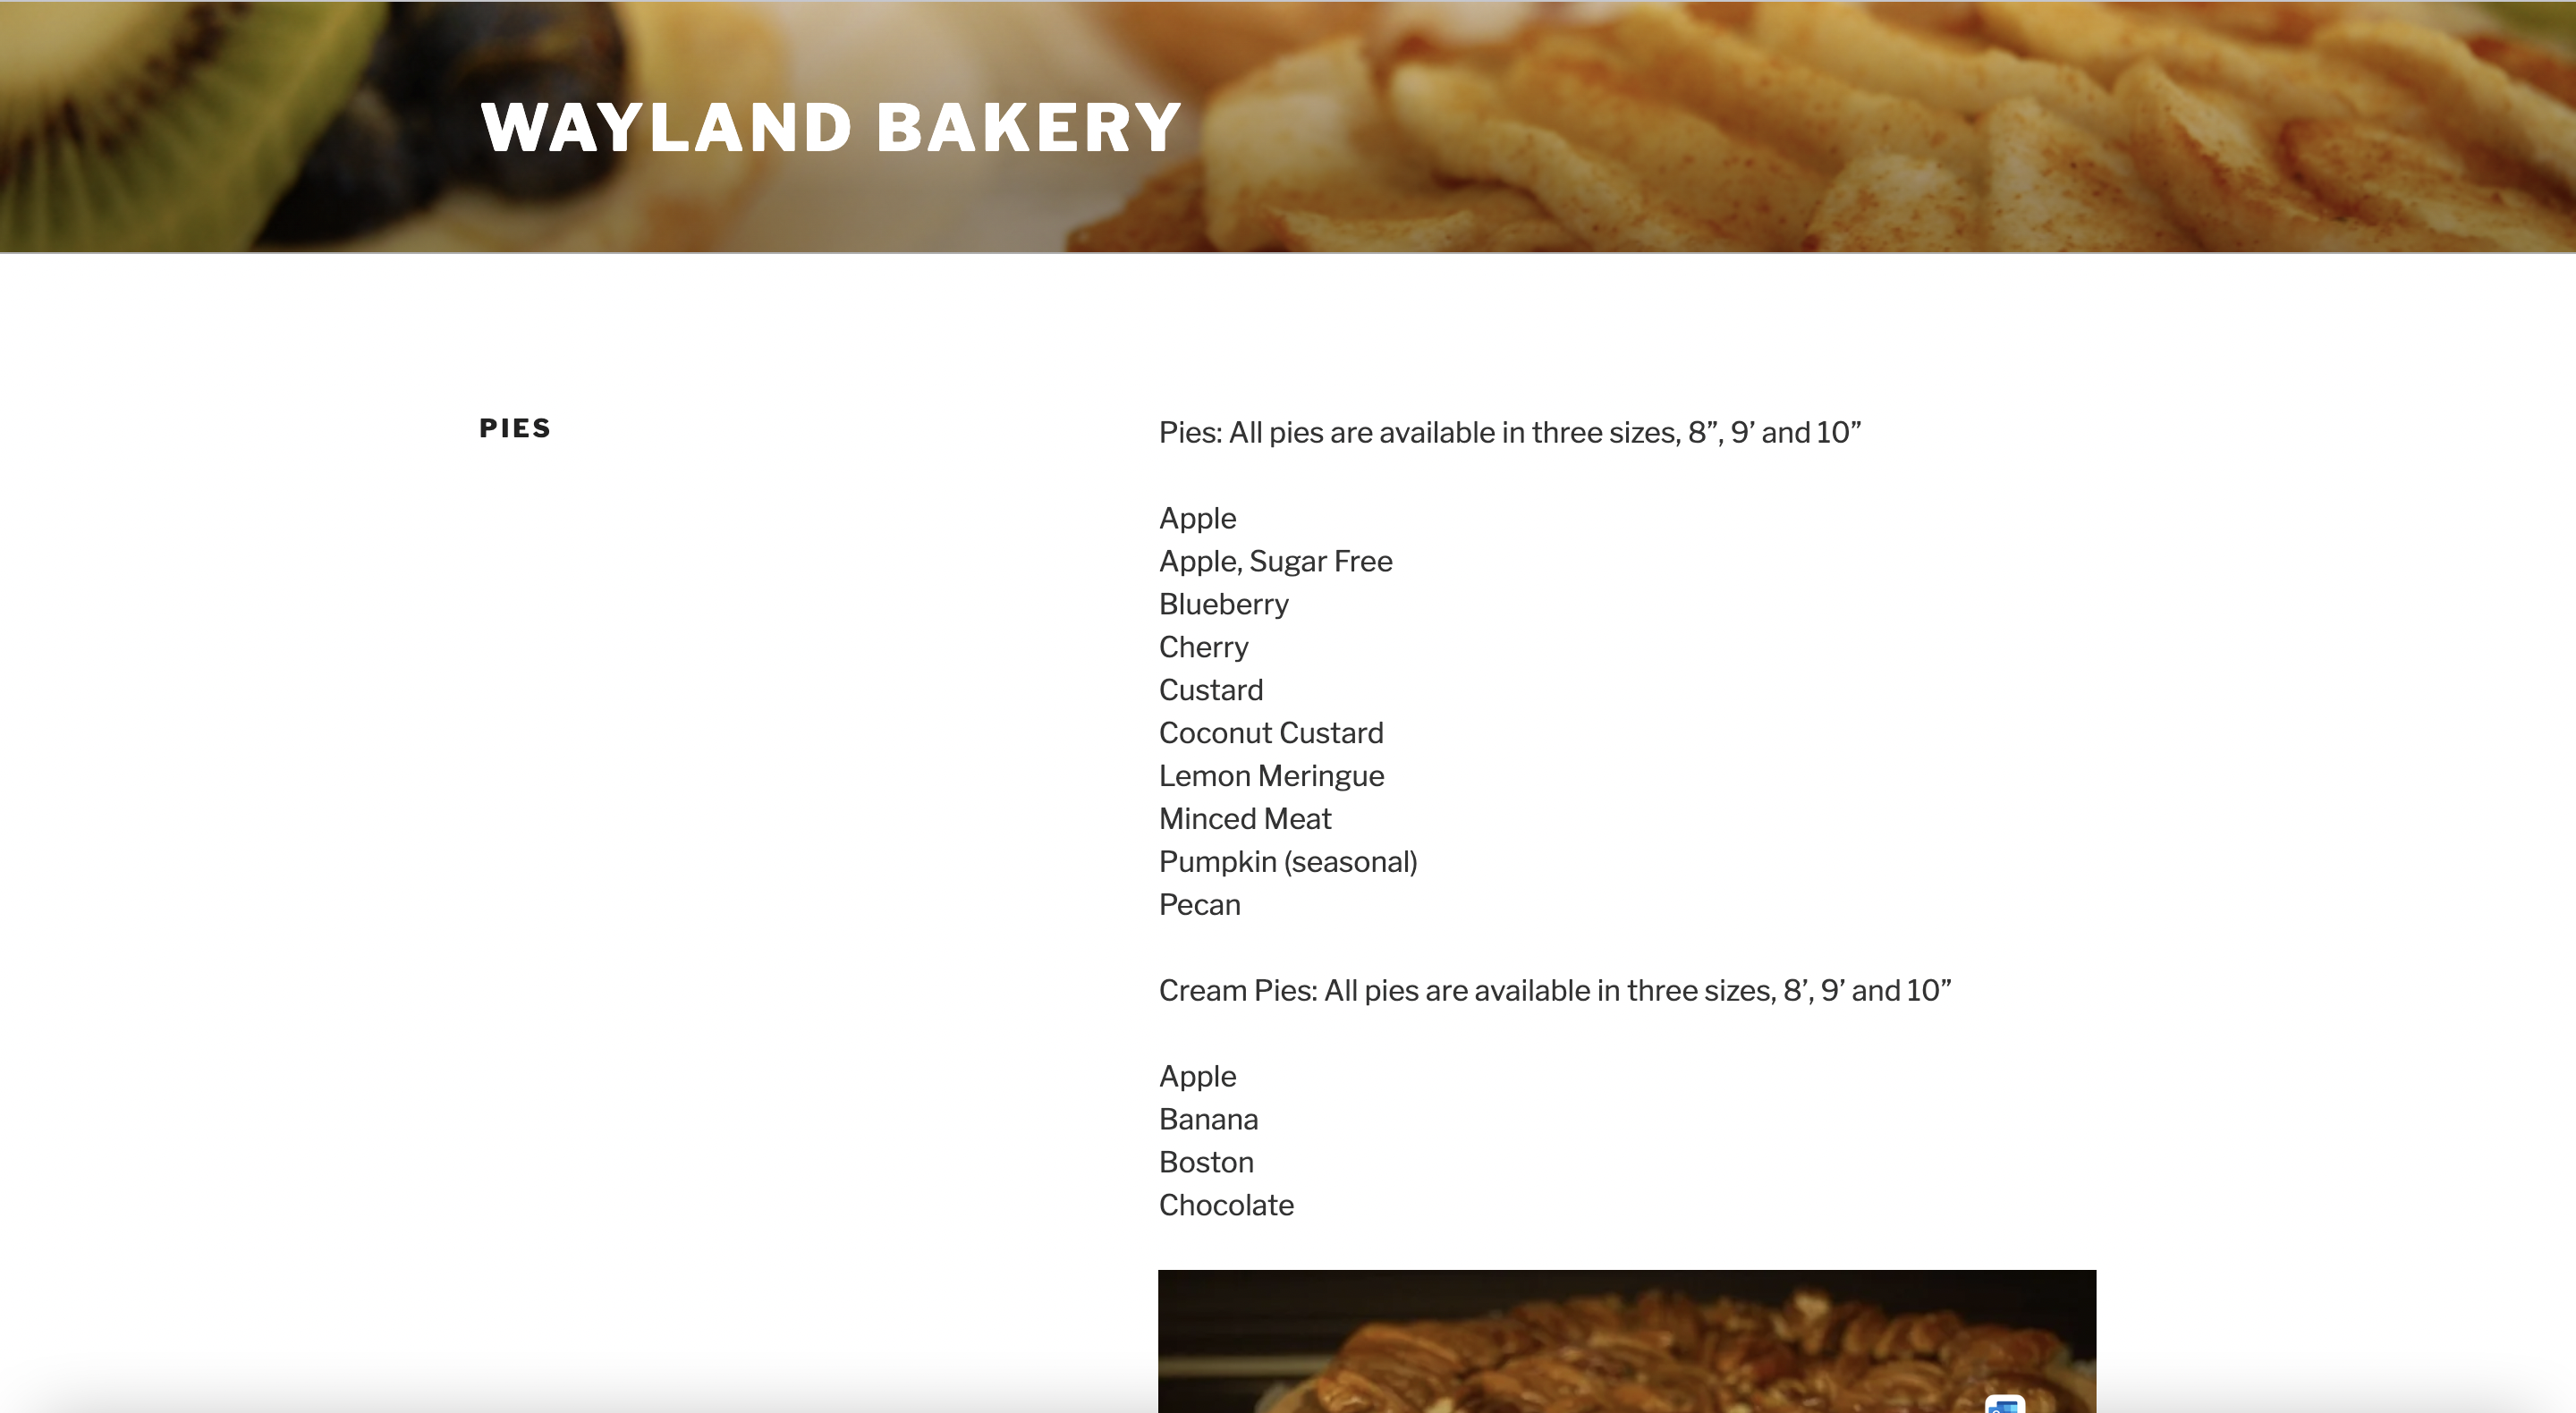 WAYLAND BAKERY
PIES
Pies: All pies are available in three sizes, 8”, 9’ and 10”
Apple
Apple, Sugar Free
Blueberry
Cherry
Custard
Coconut Custard
Lemon Meringue
Minced Meat
Pumpkin (seasonal)
Pecan
Cream Pies: All pies are available in three sizes, 8’, 9’ and 10”
Apple
Banana
Boston
Chocolate